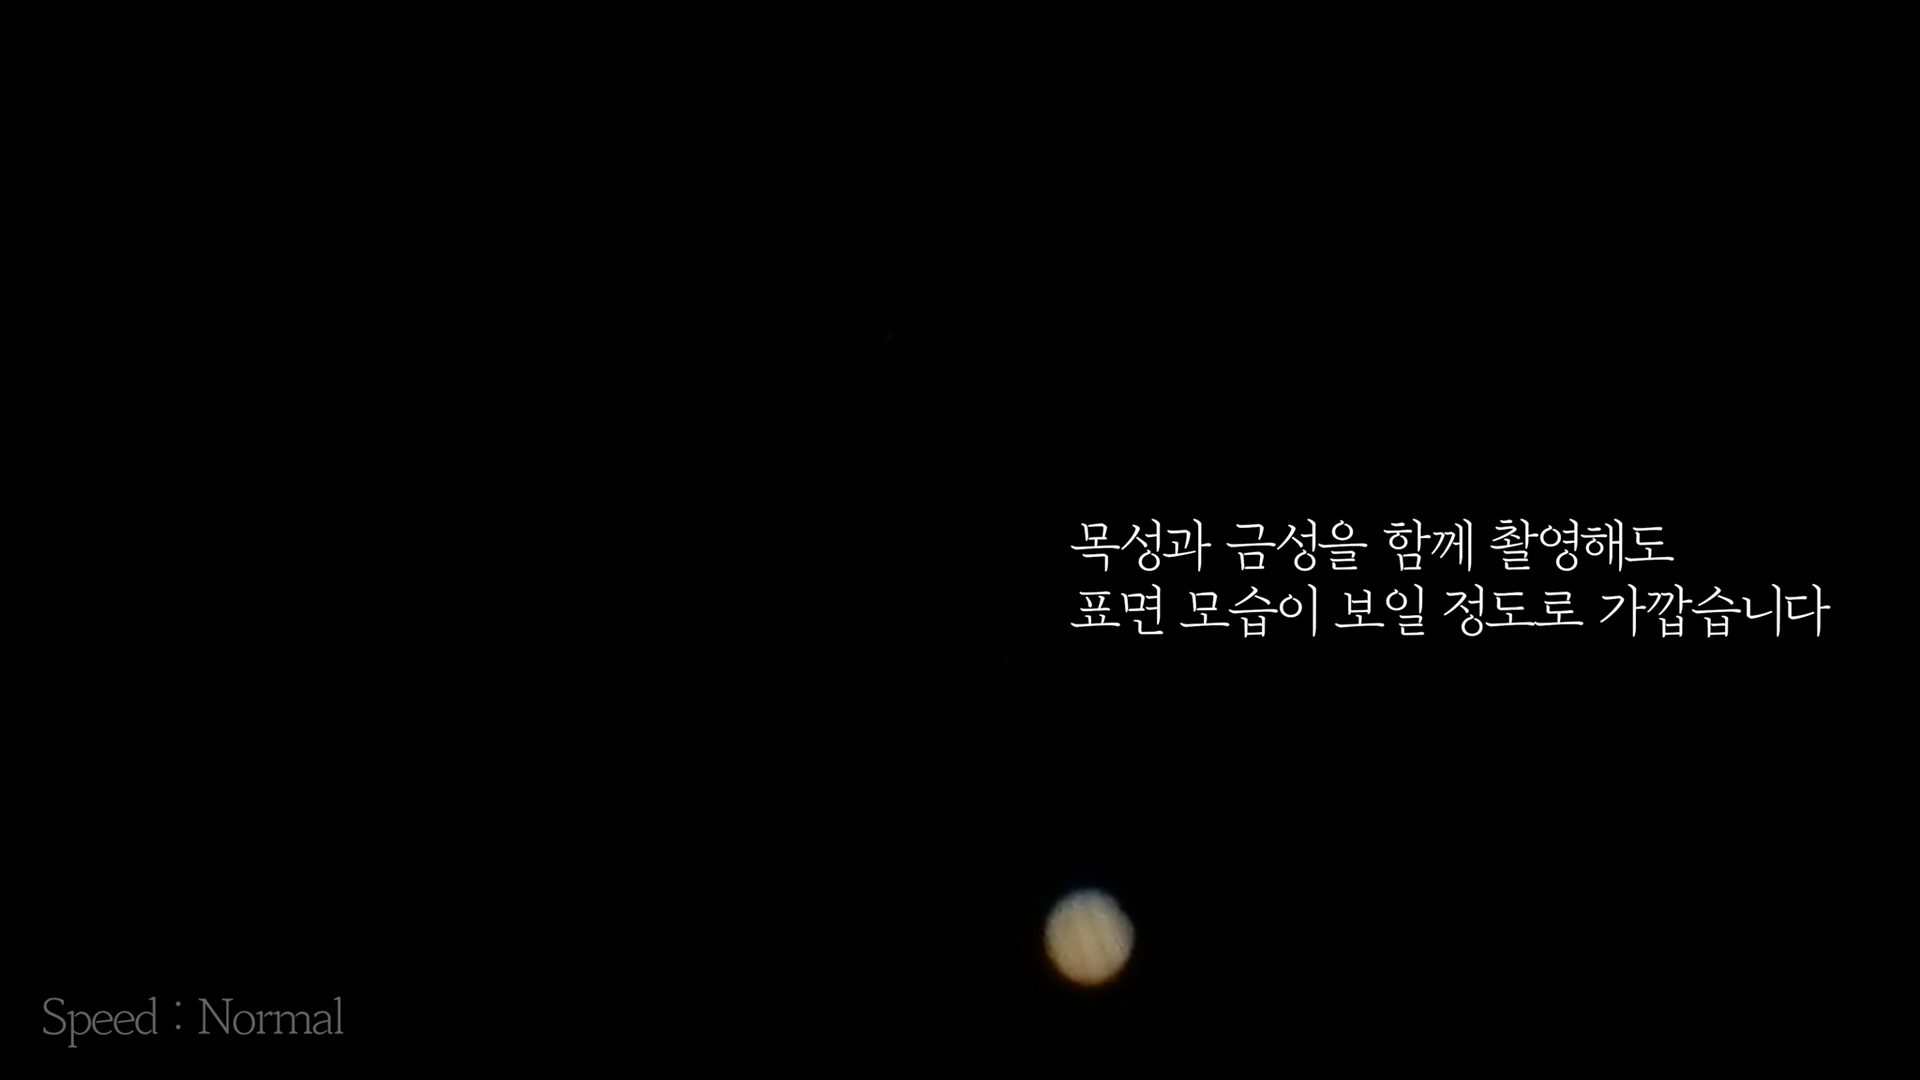 목성과 금성을 함께 촬영해도
표면 모습이 보일 정도로 가깝습니다
Speed : Normal